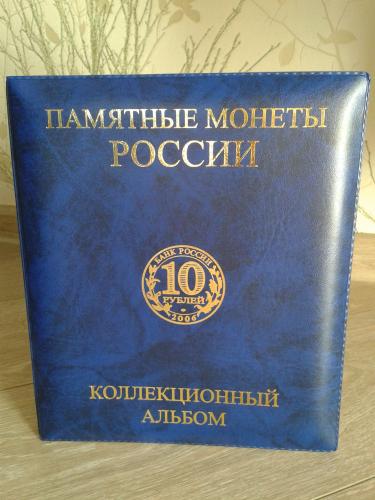 ПАМЯТНЫЕ МОНЕТЫ
РОССИИ
БАНК РОССИИ
10
РУБЛЕЙ
2006
КОЛЛЕКЦИОННЫЙ
АЛЬБОМ